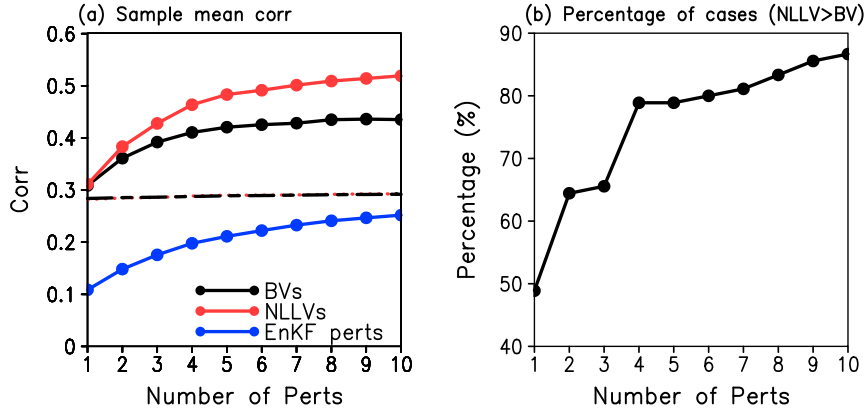 (a) Sample mean corr
0.6
0.5
0.4
0.3
0.2
0.1
0
Corr
BVs
NLLVs
EnKF perts
1 2 3 4 5 6 7 8 9 10
Number of Perts
(b) Percentage of cases (NLLV>BV)
90
80
70
60
50
40
Percentage (%)
1 2 3 4 5 6 7 8 9 10
Number of Perts